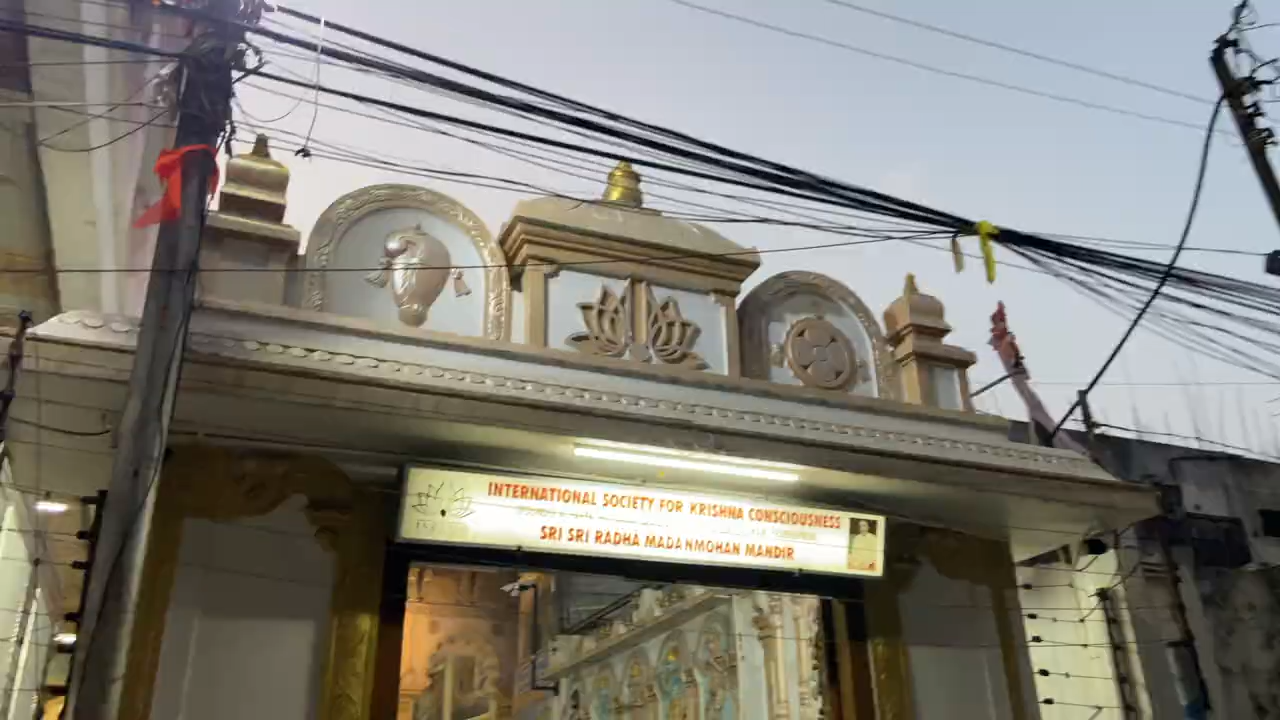 INTERNATIONAL SOCIETY FOR KRISHNA CONSCIOUSNESS
SRI SRI RADHA MADANMOHAN MANDIR